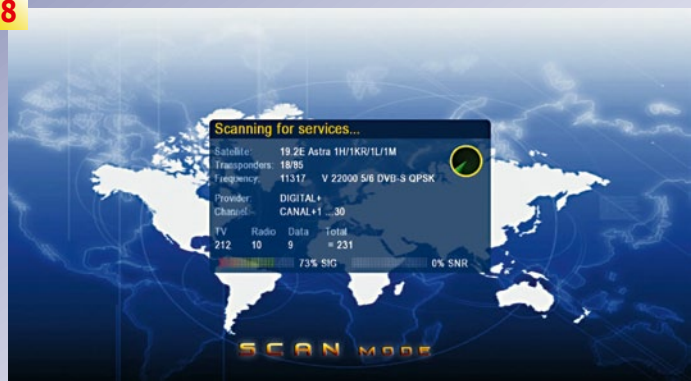 8
Scanning for services...
Satellite: 19.2E Astra 1H/1KR/1L/1M
Transponders: 18/85
Frequency: 11317 V 22000 5/6 DVB-S QPSK
Provider: DIGITAL+
Channel: CANAL+1 ...30
TV Radio Data Total
212 10 9 = 231
73% SIG 0% SNR
SCAN MODE